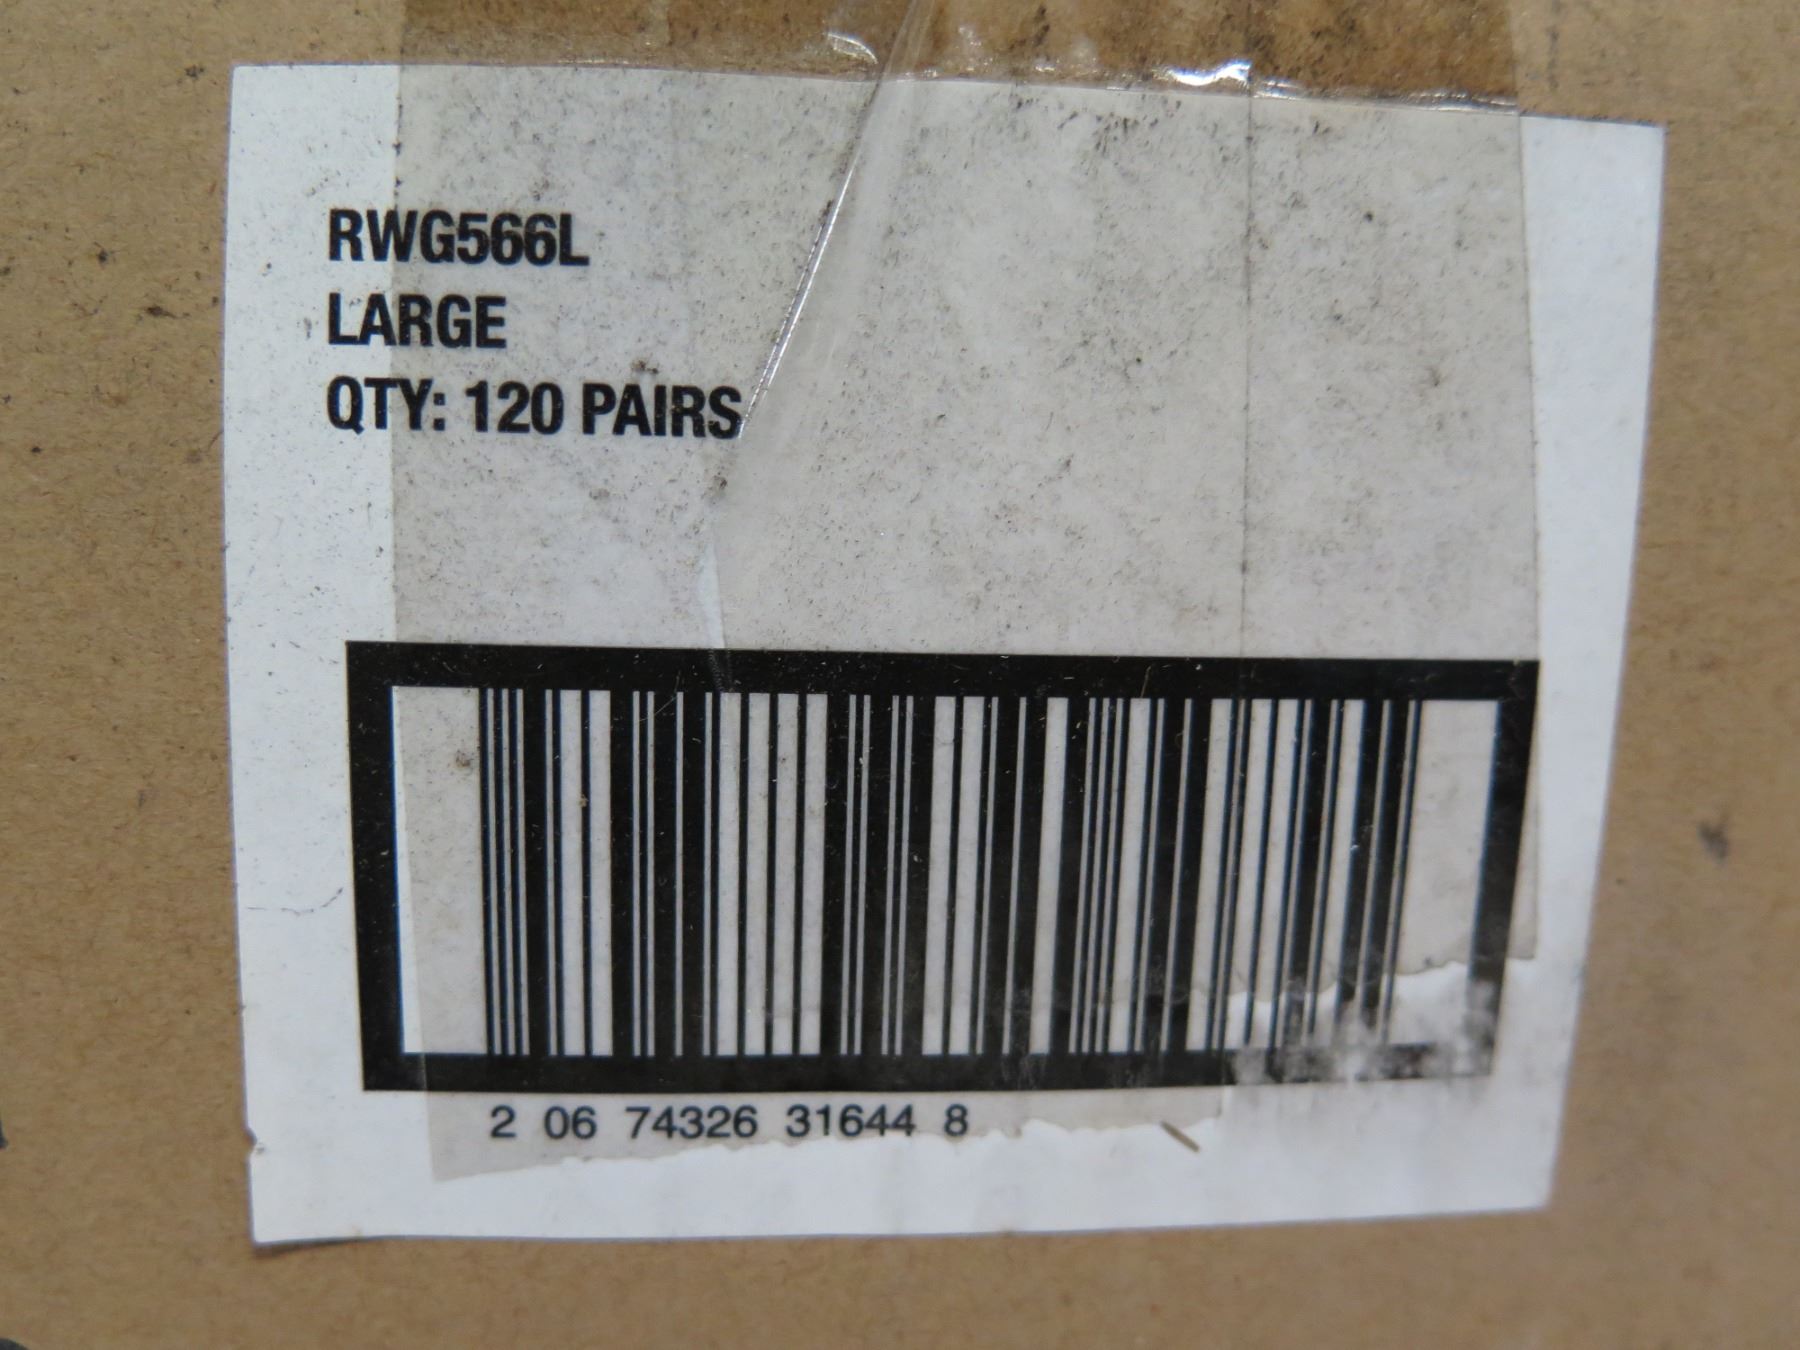 RWG566L
LARGE
QTY: 120 PAIRS
2 06 74326 31644 8